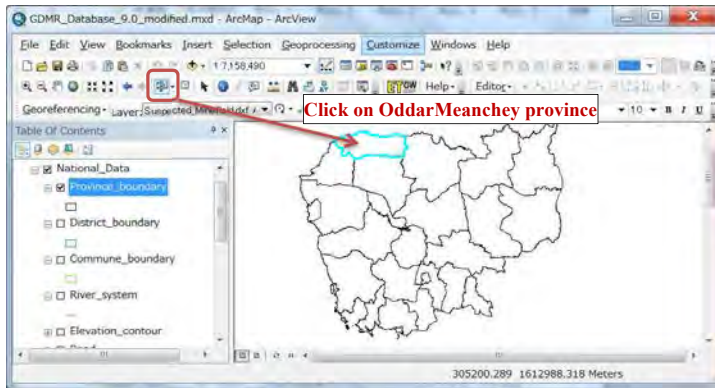 GDMR_Database_9.0_modified.mxd - ArcMap - ArcView
File Edit View Bookmarks Insert Selection Geoprocessing Customize Windows Help
1:7,158,490
Help Editor
Georeferencing Layer:
Click on OddarMeanchey province
10 B I U
Table Of Contents
National_Data
Province_boundary
District_boundary
Commune_boundary
River_system
Elevation_contour
305200.289 1612988.318 Meters